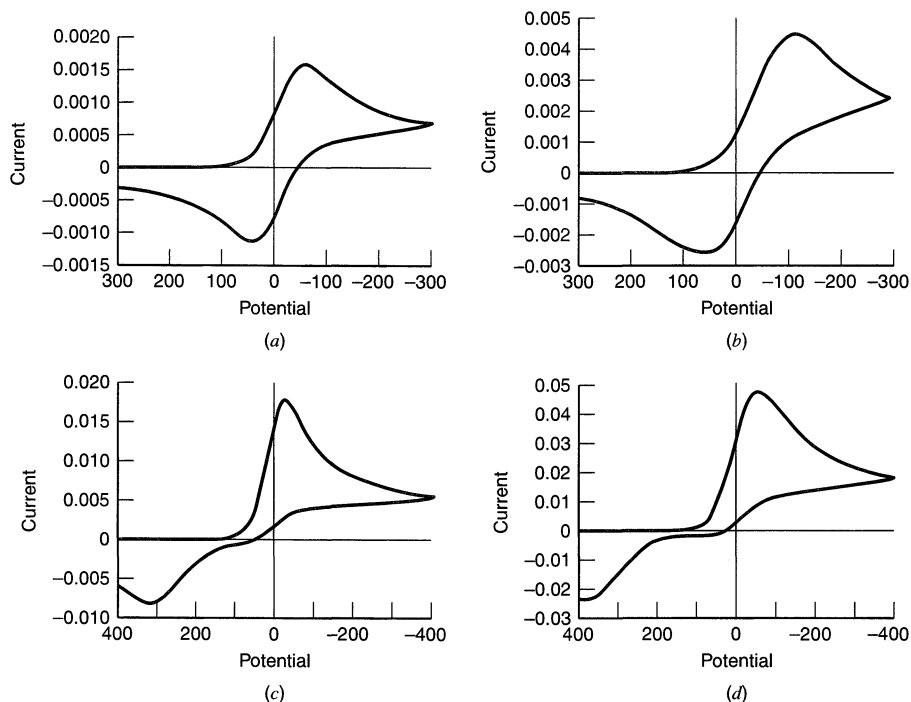 0.0020
0.0015
0.0010
0.0005
0
−0.0005
−0.0010
−0.0015
Current
300 200 100 0 −100 −200 −300
Potential
(a)
0.005
0.004
0.003
0.002
0.001
0
−0.001
−0.002
−0.003
Current
300 200 100 0 −100 −200 −300
Potential
(b)
0.020
0.015
0.010
0.005
0
−0.005
−0.010
Current
400 200 0 −200 −400
Potential
(c)
0.05
0.04
0.03
0.02
0.01
0
−0.01
−0.02
−0.03
Current
400 200 0 −200 −400
Potential
(d)